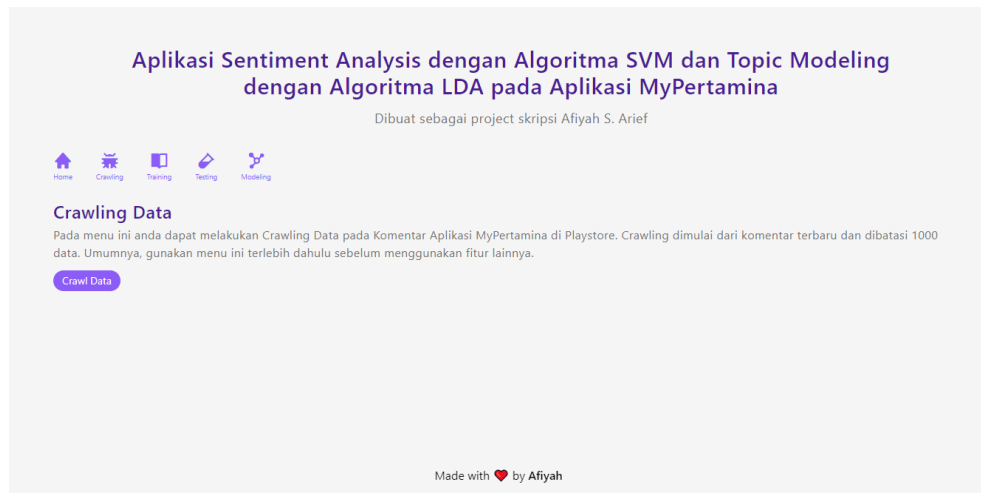 Aplikasi Sentiment Analysis dengan Algoritma SVM dan Topic Modeling
dengan Algoritma LDA pada Aplikasi MyPertamina
Dibuat sebagai project skripsi Afiyah S. Arief
Home Crawling Training Testing Modeling
Crawling Data
Pada menu ini anda dapat melakukan Crawling Data pada Komentar Aplikasi MyPertamina di Playstore. Crawling dimulai dari komentar terbaru dan dibatasi 1000
data. Umumnya, gunakan menu ini terlebih dahulu sebelum menggunakan fitur lainnya.
Crawl Data
Made with ❤ by Afiyah